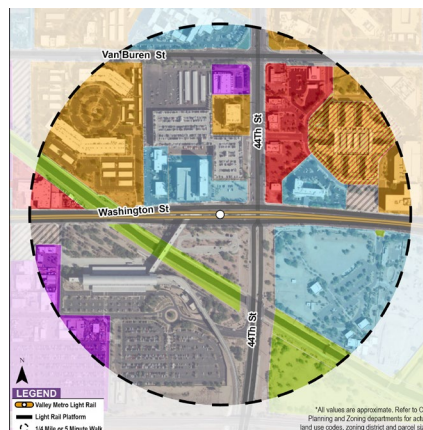 Van Buren St
44Th St
Washington St
44Th St
N
LEGEND
Valley Metro Light Rail
Light Rail Platform
1/4 Mile or 5 Minute Walk
*All values are approximate. Refer to C
Planning and Zoning departments for actu
land use codes, zoning district and parcel siz